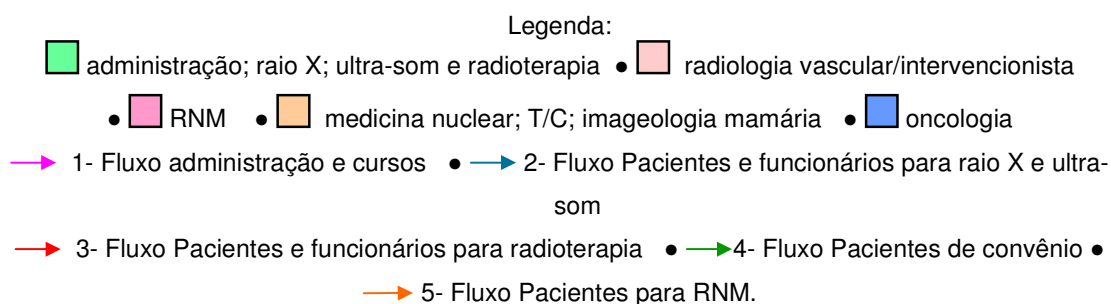 Legenda:
administração; raio X; ultra-som e radioterapia ● radiologia vascular/intervencionista
● RNM ● medicina nuclear; T/C; imageologia mamária ● oncologia
1- Fluxo administração e cursos ● 2- Fluxo Pacientes e funcionários para raio X e ultra-
som
3- Fluxo Pacientes e funcionários para radioterapia ● 4- Fluxo Pacientes de convênio ●
5- Fluxo Pacientes para RNM.